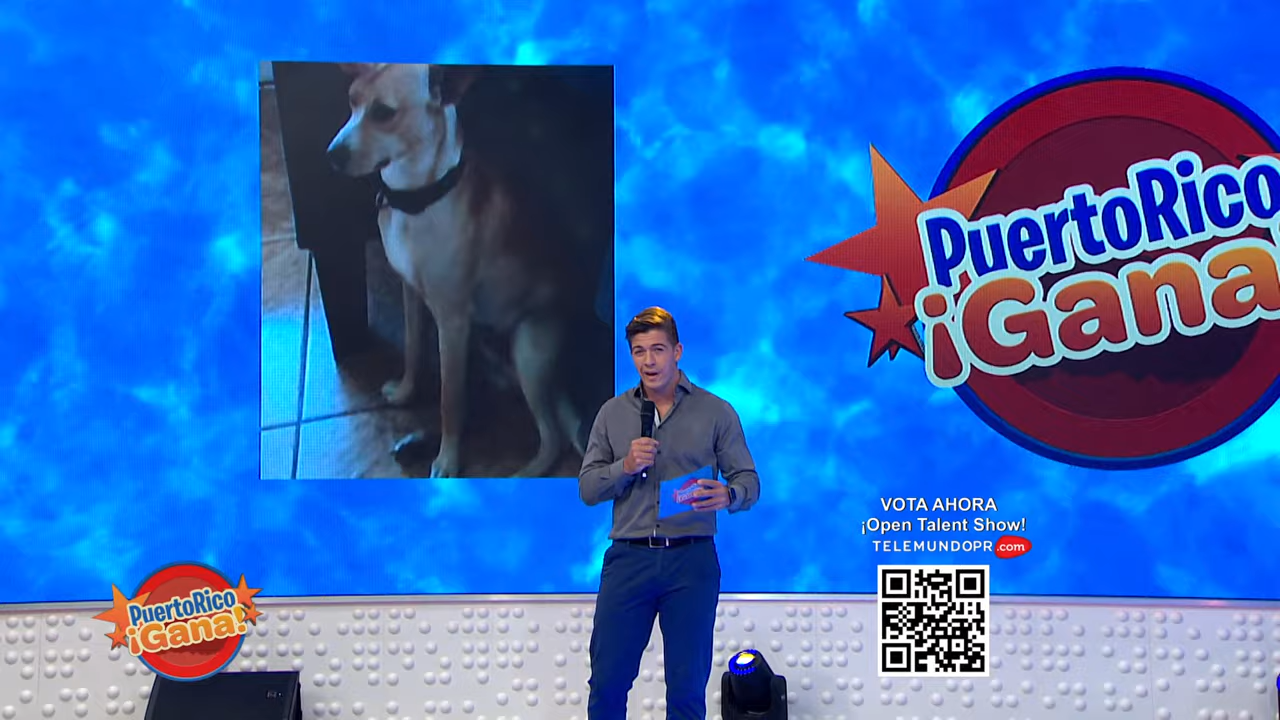 PuertoRico
¡Gana
VOTA AHORA
¡Open Talent Show!
TELEMUNDOPR.com
PuertoRico
¡Gana!